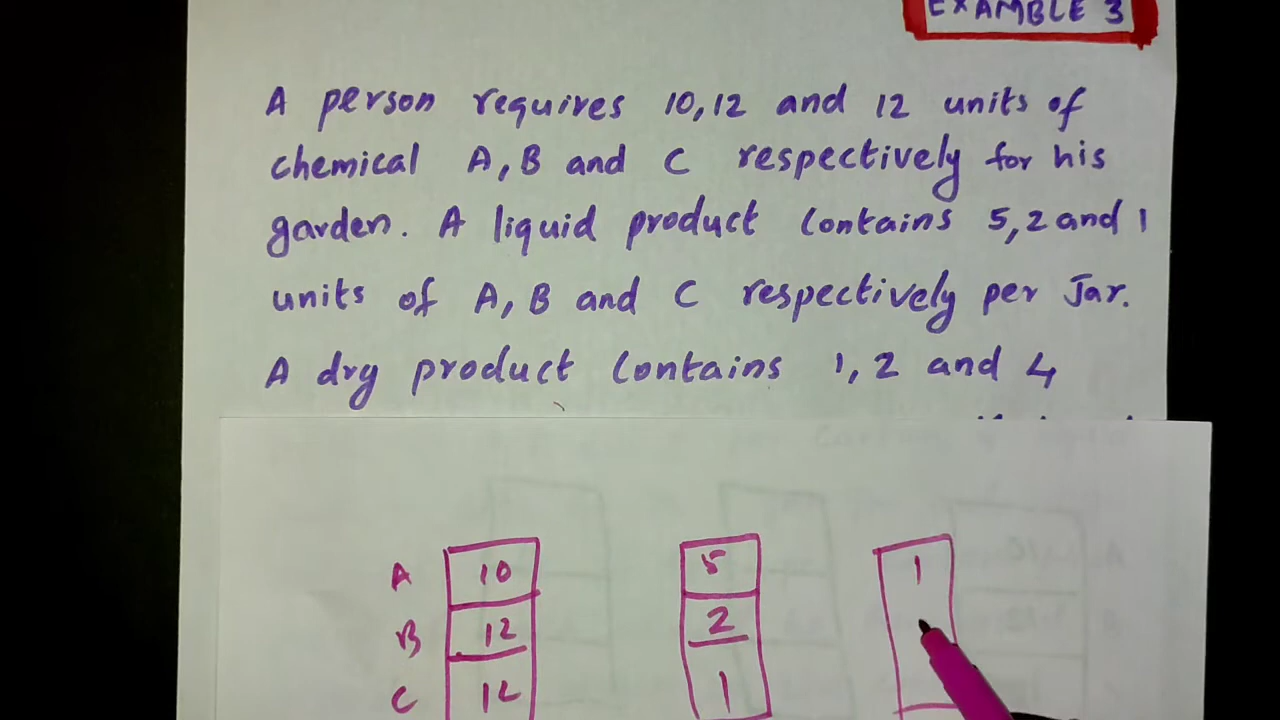 EXAMBLE 3
A person requires 10,12 and 12 units of
chemical A, B and C respectively for his
garden. A liquid product contains 5,2 and 1
units of A, B and C respectively per Jar.
A dry product contains 1, 2 and 4
A 10 5 1
B 12 2
C 12 1